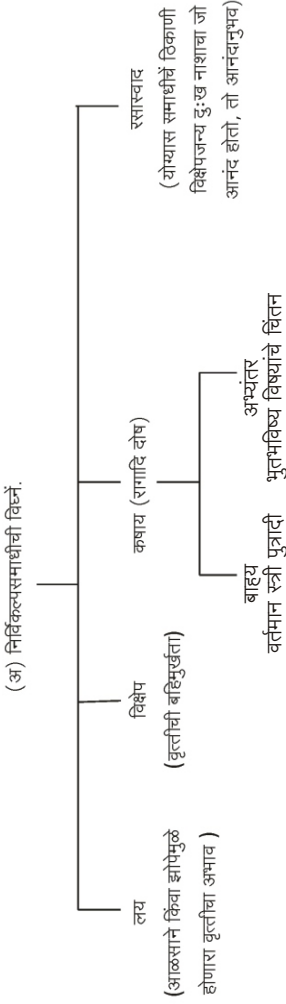 (अ) निर्विकल्पसमाधीची विघ्नें.
लय
(आळसाने किंवा झोपेमुळे
होणारा वृत्तीचा अभाव )
विक्षेप
(वृत्तीची बहिर्मुर्खता)
कषाय (रागादि दोष)
बाहय
वर्तमान स्त्री पुत्रादी
अभ्यंतर
भुतभविष्य विषयांचे चिंतन
रसास्वाद
(योग्यास समाधीचें ठिकाणी
विक्षेपजन्य दुःख नाशाचा जो
आनंद होतो, तो आनंदानुभव)